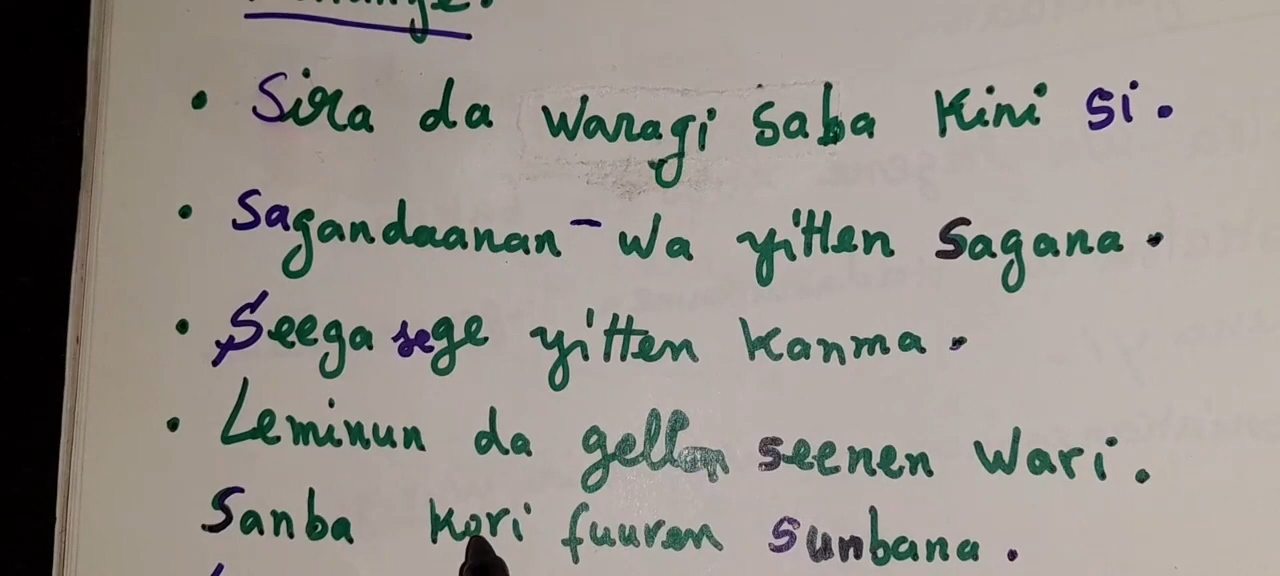 • Sira da waragi saba kini si.
• Sagandaanan - wa yitten sagana.
• Seega sege yitten kanma.
• Leminun da gellen seenen wari.
Sanba kori fuuren sunbana.